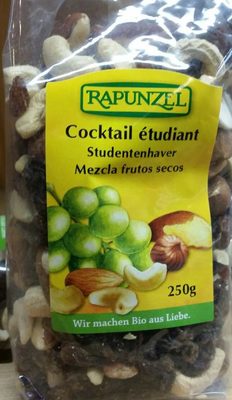 RAPUNZEL
Cocktail étudiant
Studentenhaver
Mezcla frutos secos
250g
Wir machen Bio aus Liebe.